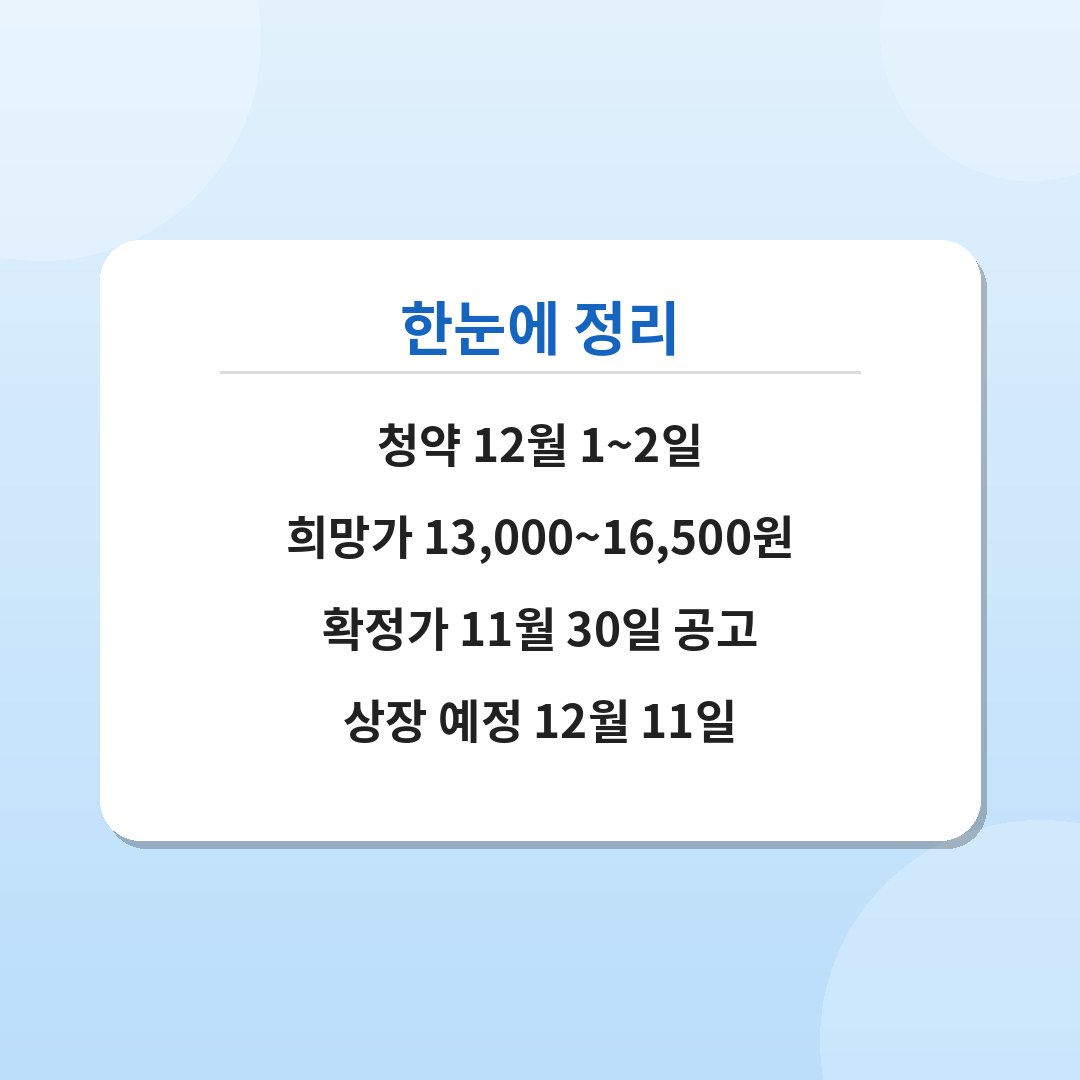 한눈에 정리
청약 12월 1~2일
희망가 13,000~16,500원
확정가 11월 30일 공고
상장 예정 12월 11일